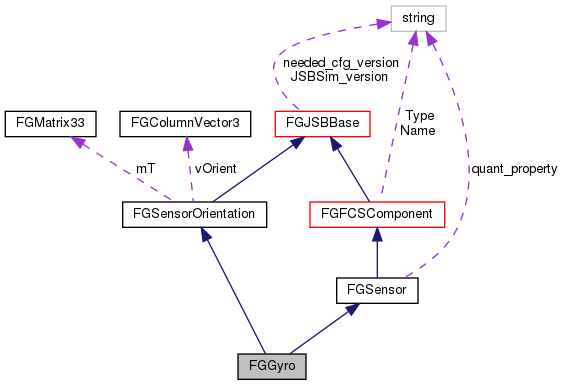 string
needed_cfg_version
JSBSim_version
FGMatrix33
FGColumnVector3
FGJSBBase
Type
Name
mT
vOrient
quant_property
FGSensorOrientation
FGFCSComponent
FGSensor
FGGyro